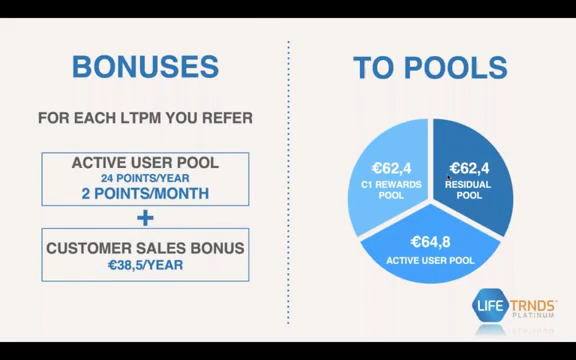 BONUSES
FOR EACH LTPM YOU REFER
ACTIVE USER POOL
24 POINTS/YEAR
2 POINTS/MONTH
+
CUSTOMER SALES BONUS
€38,5/YEAR
TO POOLS
€62,4
C1 REWARDS
POOL
€62,4
RESIDUAL
POOL
€64,8
ACTIVE USER POOL
LIFE TRNDS
PLATINUM